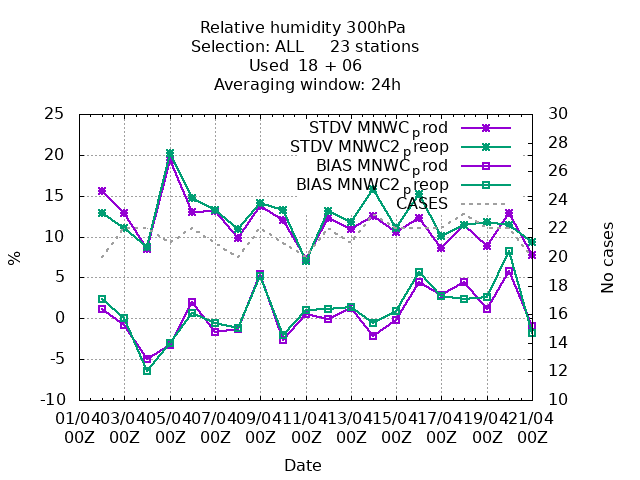 Relative humidity 300hPa
Selection: ALL 23 stations
Used 18 + 06
Averaging window: 24h
25
20
15
10
5
0
-5
-10
%
30
28
26
24
22
20
18
16
14
12
10
No cases
STDV MNWC_prod
STDV MNWC2_preop
BIAS MNWC_prod
BIAS MNWC2_preop
CASES
01/04 03/04 05/04 07/04 09/04 11/04 13/04 15/04 17/04 19/04 21/04
00Z 00Z 00Z 00Z 00Z 00Z 00Z 00Z 00Z 00Z 00Z
Date